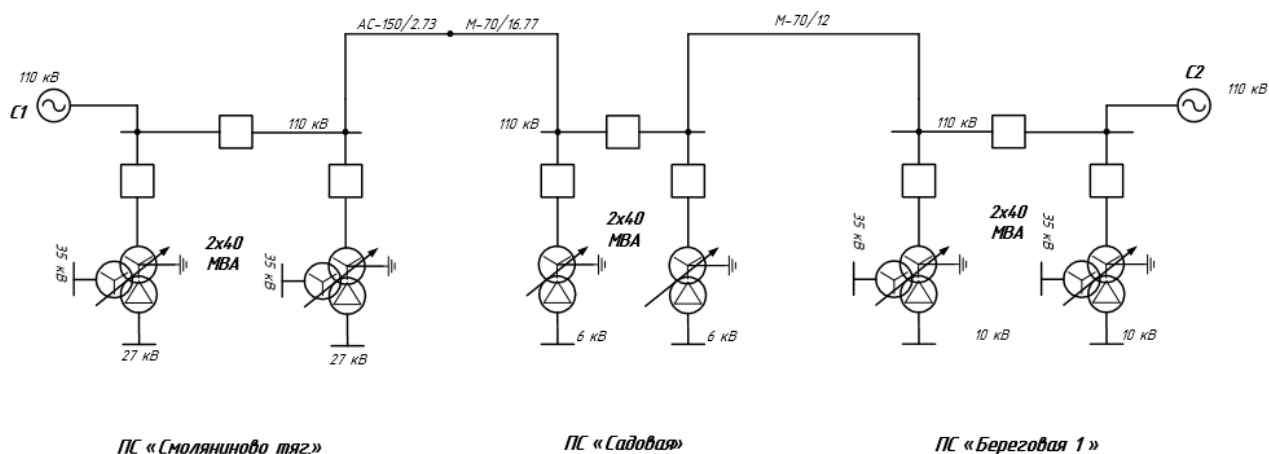 АС-150/2.73
М-70/16.77
М-70/12
110 кВ
С1
С2
110 кВ
110 кВ
110 кВ
110 кВ
35 кВ
2х40
МВА
35 кВ
27 кВ
27 кВ
2х40
МВА
6 кВ
6 кВ
35 кВ
2х40
МВА
35 кВ
10 кВ
10 кВ
ПС «Смоляниново тяг.»
ПС «Садовая»
ПС «Береговая 1»